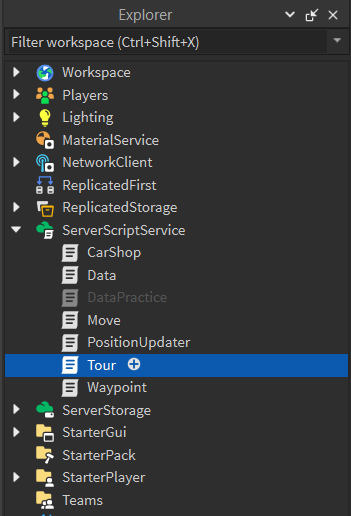 Explorer
Filter workspace (Ctrl+Shift+X)
Workspace
Players
Lighting
MaterialService
NetworkClient
ReplicatedFirst
ReplicatedStorage
ServerScriptService
CarShop
Data
DataPractice
Move
PositionUpdater
Tour
Waypoint
ServerStorage
StarterGui
StarterPack
StarterPlayer
Teams